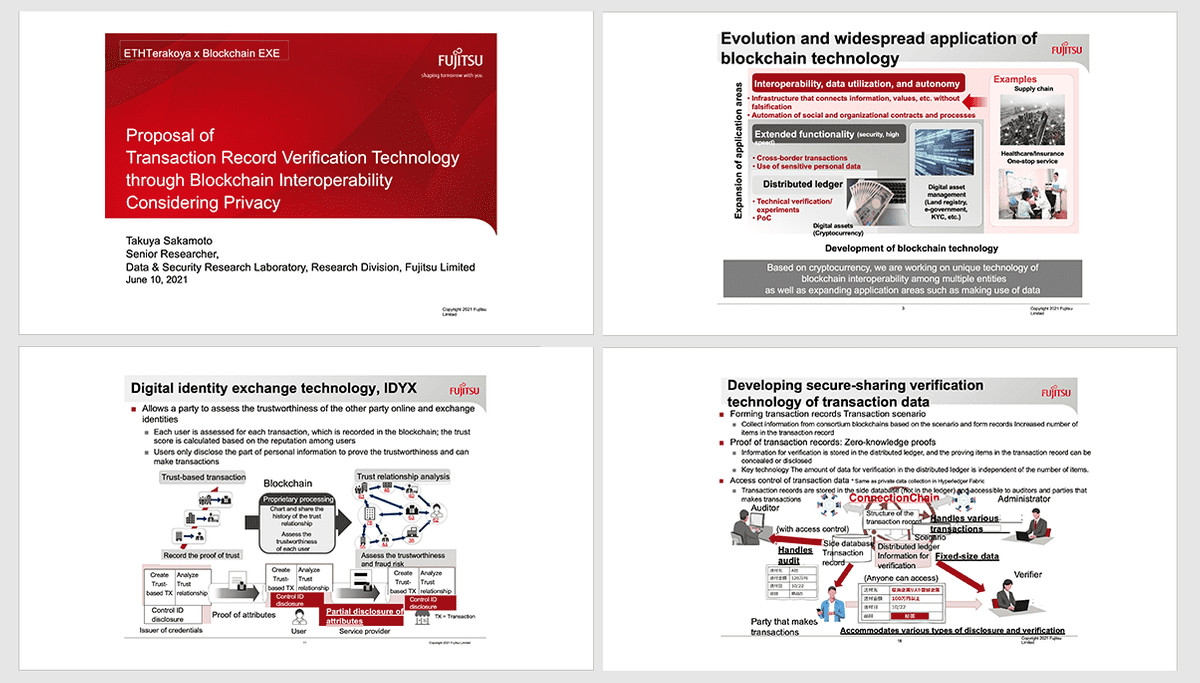 ETHTerakoya x Blockchain EXE
FUJITSU
shaping tomorrow with you
Proposal of
Transaction Record Verification Technology
through Blockchain Interoperability
Considering Privacy
Takuya Sakamoto
Senior Researcher,
Data & Security Research Laboratory, Research Division, Fujitsu Limited
June 10, 2021
Copyright 2021 Fujitsu
Limited
Evolution and widespread application of
blockchain technology
FUJITSU
Expansion of application areas
Interoperability, data utilization, and autonomy
• Infrastructure that connects information, values, etc. without
falsification
• Automation of social and organizational contracts and processes
Examples
Supply chain
Healthcare/Insurance
One-stop service
Extended functionality (security, high
speed)
• Cross-border transactions
• Use of sensitive personal data
Digital asset
management
(Land registry,
e-government,
KYC, etc.)
Distributed ledger
• Technical verification/
experiments
• PoC
Digital assets
(Cryptocurrency)
Development of blockchain technology
Based on cryptocurrency, we are working on unique technology of
blockchain interoperability among multiple entities
as well as expanding application areas such as making use of data
Copyright 2021 Fujitsu
Limited
Digital identity exchange technology, IDYX
FUJITSU
Allows a party to assess the trustworthiness of the other party online and exchange
identities
Each user is assessed for each transaction, which is recorded in the blockchain; the trust
score is calculated based on the reputation among users
Users only disclose the part of personal information to prove the trustworthiness and can
make transactions
Trust-based transaction
Blockchain
Trust relationship analysis
Proprietary processing
Chart and share the
history of the trust
relationship
Assess the
trustworthiness
of each user
Record the proof of trust
Assess the trustworthiness
and fraud risk
Create
Trust-
based TX
Analyze
Trust
relationship
Control ID
disclosure
Create
Trust-
based TX
Analyze
Trust
relationship
Control ID
disclosure
Create
Trust-
based TX
Analyze
Trust
relationship
Control ID
disclosure
Proof of attributes
Partial disclosure of
attributes
TX = Transaction
Issuer of credentials
User
Service provider
Copyright 2021 Fujitsu Limited
Developing secure-sharing verification
technology of transaction data
FUJITSU
Forming transaction records Transaction scenario
Collect information from consortium blockchains based on the scenario and form records Increased number of
items in the transaction record
Proof of transaction records: Zero-knowledge proofs
Information for verification is stored in the distributed ledger, and the proving items in the transaction record can be
concealed or disclosed
Key technology The amount of data for verification in the distributed ledger is independent of the number of items.
Access control of transaction data * Same as private data collection in Hyperledger Fabric
Transaction records are stored in the side database (not in the ledger) and accessible to auditors and parties that
makes transactions
ConnectionChain
Auditor
Administrator
Structure of the
transaction record
Handles various
transactions
(with access control)
Scenario
Handles
audit
Side database
Transaction
record
Distributed ledger
Information for
verification
Fixed-size data
(Anyone can access)
Verifier
送付日
10/22
100万円以上
Party that makes
transactions
Accommodates various types of disclosure and verification
Copyright 2021 Fujitsu
Limited